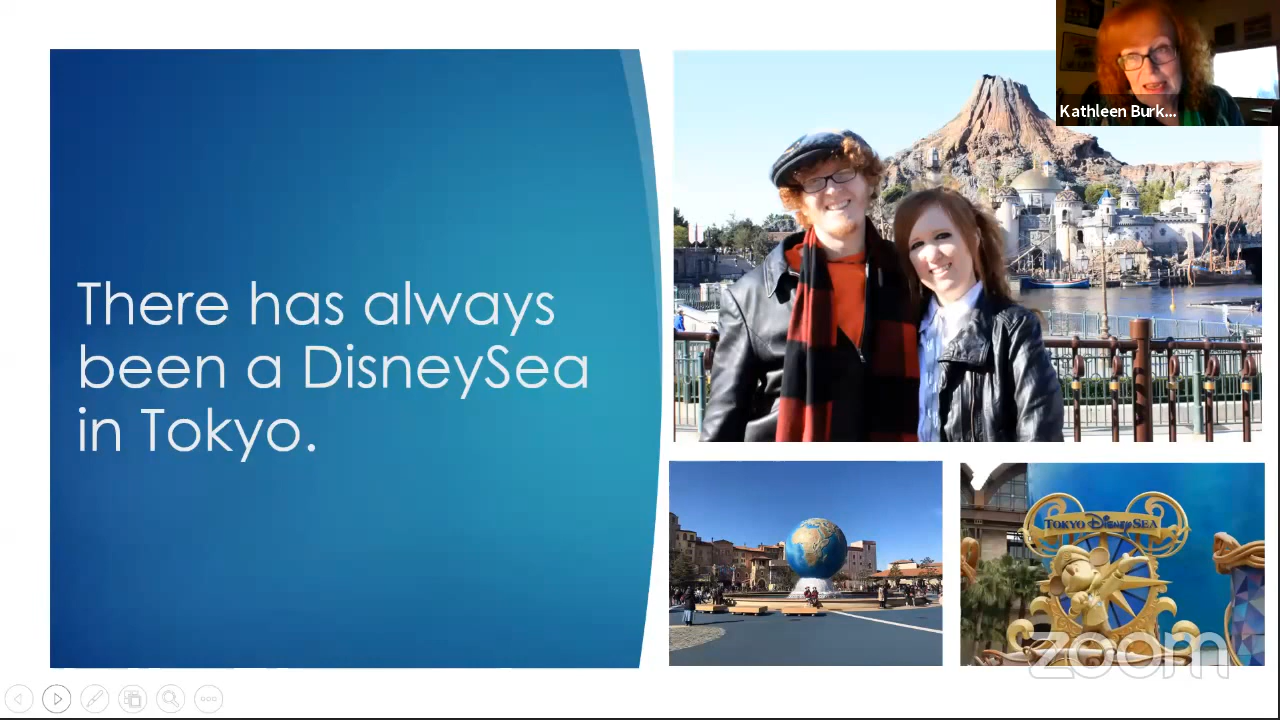 Kathleen Burk...
There has always
been a DisneySea
in Tokyo.
TOKYO DisneySEA
zoom